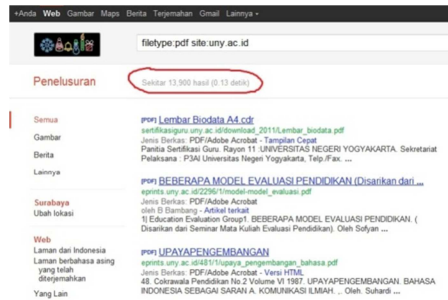 +Anda Web Gambar Maps Berita Terjemahan Gmail Lainnya
filetype:pdf site:uny.ac.id
Penelusuran
Sekitar 13,900 hasil (0.13 detik)
Semua
Gambar
Berita
Lainnya
Surabaya
Ubah lokasi
Web
Laman dari Indonesia
Laman berbahasa asing
yang telah
diterjemahkan
Yang Lain
[PDF] Lembar Biodata A4.cdr
sertifikasiguru.uny.ac.id/download_2011/Lembar_biodata.pdf
Jenis Berkas: PDF/Adobe Acrobat - Tampilan Cepat
Panitia Sertifikasi Guru. Rayon 11 :UNIVERSITAS NEGERI YOGYAKARTA. Sekretariat
Pelaksana : P3AI Universitas Negeri Yogyakarta, Telp./Fax. ...
[PDF] BEBERAPA MODEL EVALUASI PENDIDIKAN (Disarikan dari ...
eprints.uny.ac.id/2296/1/model-model_evaluasi.pdf
Jenis Berkas: PDF/Adobe Acrobat
oleh B Bambang - Artikel terkait
1| Education Evaluation Group1. BEBERAPA MODEL EVALUASI PENDIDIKAN. (
Disarikan dari Seminar Mata Kuliah Evaluasi Pendidikan). Oleh Sofyan ...
[PDF] UPAYAPENGEMBANGAN
eprints.uny.ac.id/481/1/upaya_pengembangan_bahasa.pdf
Jenis Berkas: PDF/Adobe Acrobat - Versi HTML
48. Cokrawala Pendidikan No.2 Volume VI 1987. UPAYAPENGEMBANGAN. BAHASA
INDONESIA SEBAGAI SARAN A. KOMUNIKASI ILMIAH. .. Oleh. Suhardi ...